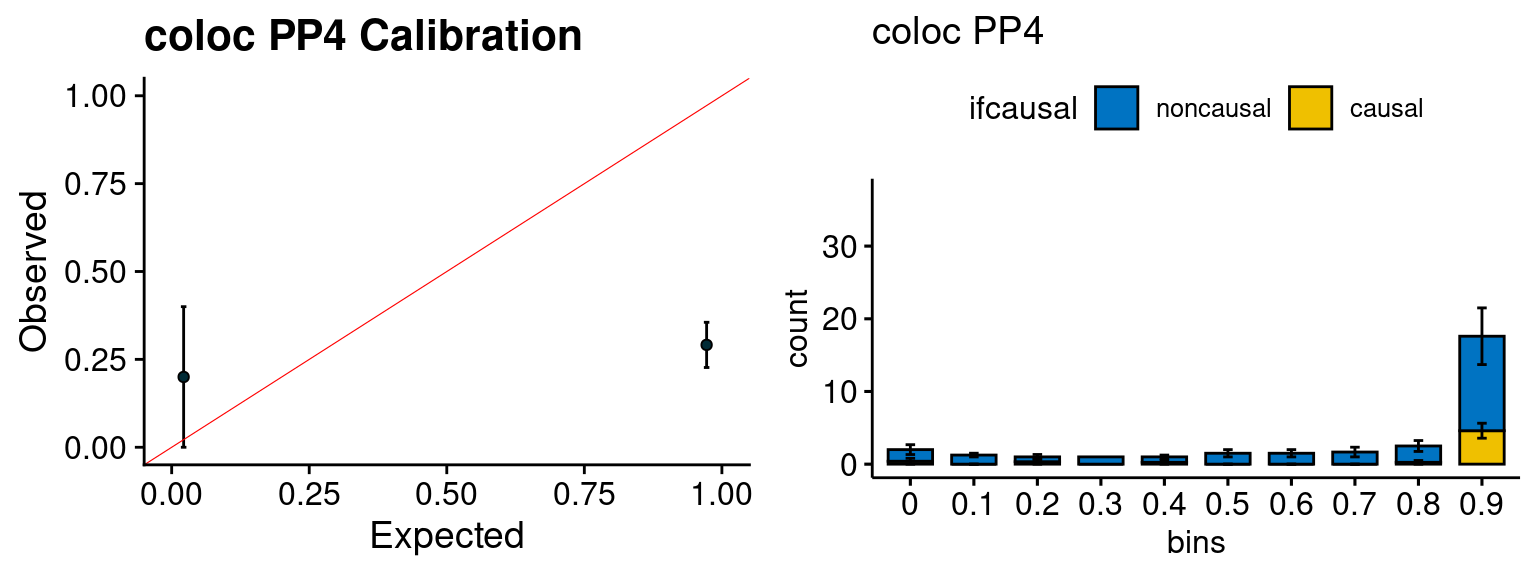 coloc PP4 Calibration
Observed
1.00
0.75
0.50
0.25
0.00
0.00 0.25 0.50 0.75 1.00
Expected
coloc PP4
ifcausal noncausal causal
count
30
20
10
0
0 0.1 0.2 0.3 0.4 0.5 0.6 0.7 0.8 0.9
bins